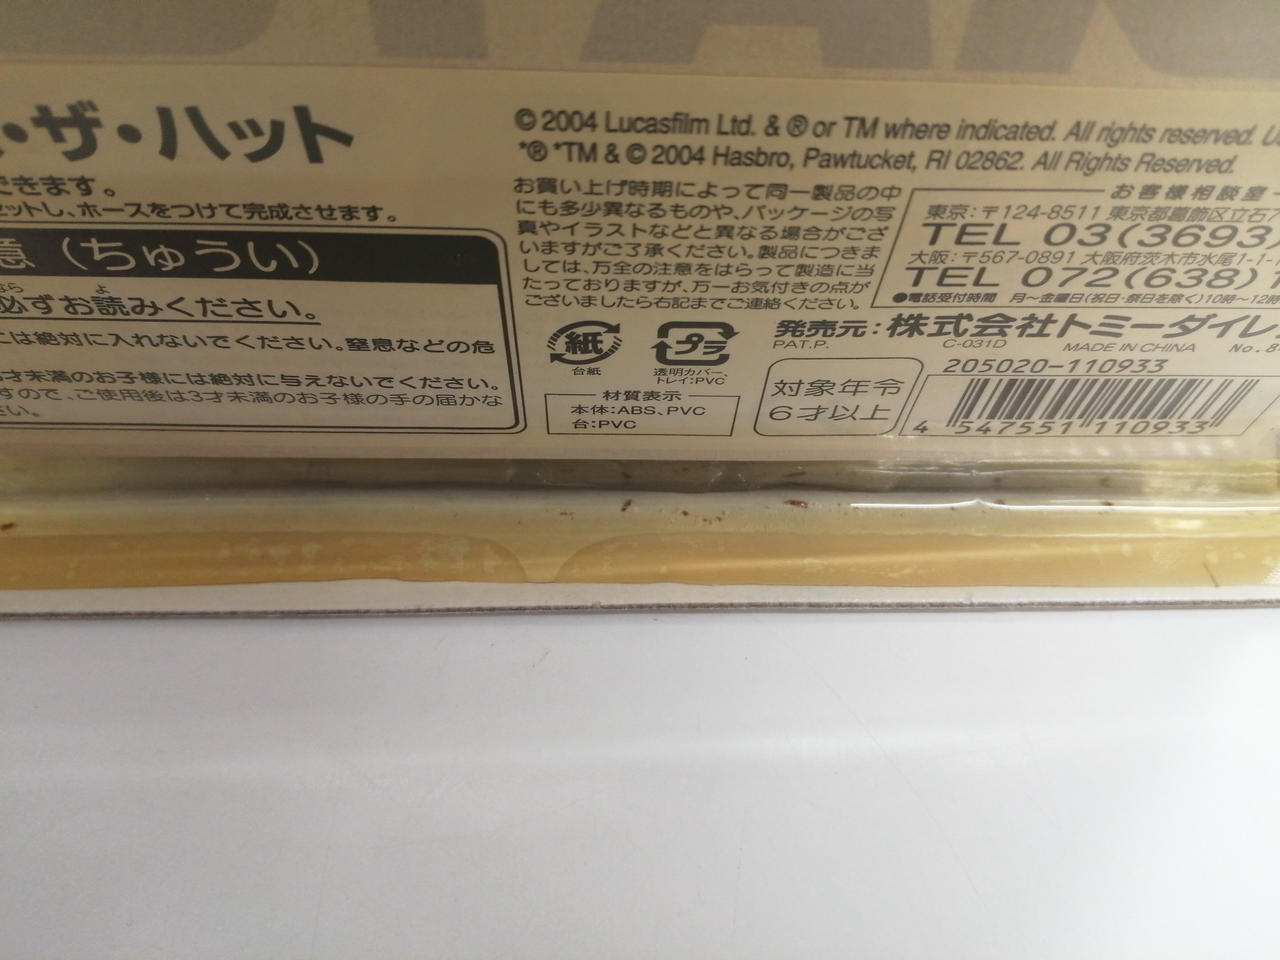 ・ザ・ハット
できます。
セットし、ホースをつけて完成させます。
意（ちゅうい）
必ずお読みください。
には絶対に入れないでください。窒息などの危
才未満のお子様には絶対に与えないでください。
すので、ご使用後は3才未満のお子様の手の届かな
さい。
© 2004 Lucasfilm Ltd. & ® or TM where indicated. All rights reserved.
*® *TM & © 2004 Hasbro, Pawtucket, RI 02862. All Rights Reserved.
お買い上げ時期によって同一製品の中
にも多少異なるものや、パッケージの写
真やイラストなどと異なる場合がござ
いますがご了承ください。製品につきま
しては、万全の注意をはらって製造に当
たっておりますが、万一お気付きの点が
ございましたら右記までご連絡ください。
お客様相談室
東京:〒124-8511 東京都葛飾区立石7
TEL 03(3693)
大阪:〒567-0891 大阪府茨木市水尾1-1-
TEL 072(638)
●電話受付時間 月〜金曜日(祝日・祭日を除く)10時〜12時
紙
台紙
プラ
透明カバー、
トレイ:PVC
材質表示
本体:ABS、PVC
台:PVC
発売元:株式会社トミーダイレ
PAT.P. C-031D MADE IN CHINA No.8
対象年令
6才以上
205020-110933
4 547551 110933